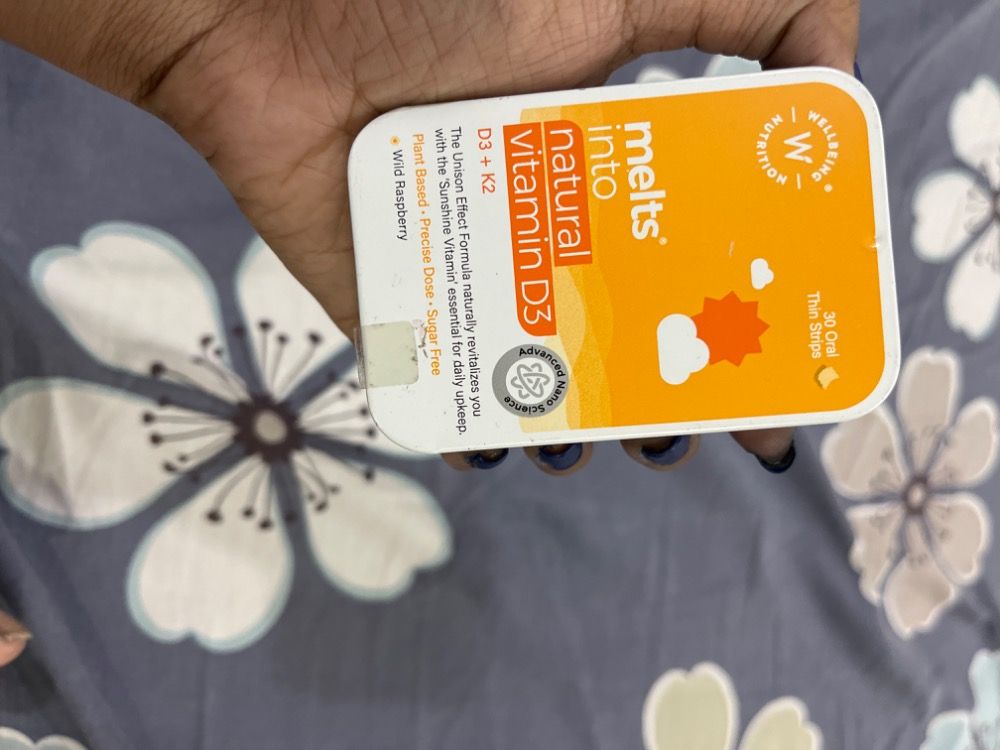 WELLBEING®
W
NUTRITION
30 Oral
Thin Strips
melts®
into
natural
vitamin D3
D3 + K2
Advanced Nano Science
The Unison Effect Formula naturally revitalizes you
with the 'Sunshine Vitamin' essential for daily upkeep.
Plant Based • Precise Dose • Sugar Free
Wild Raspberry